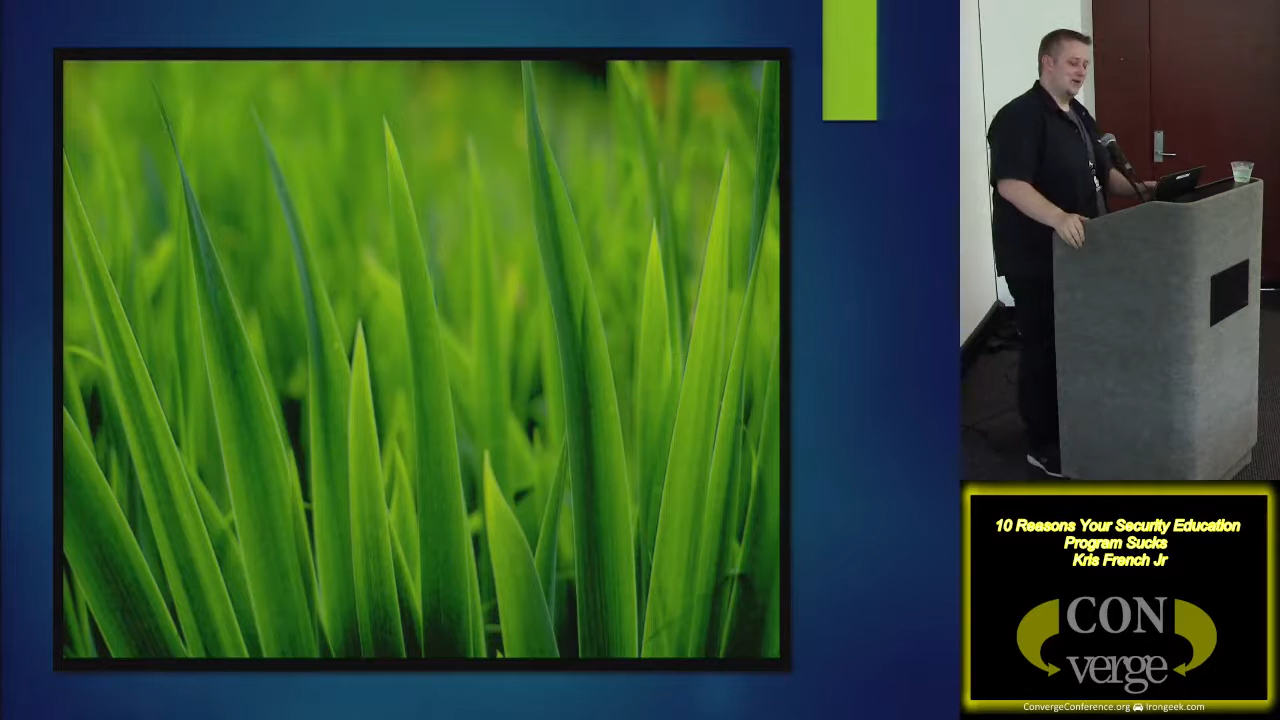 10 Reasons Your Security Education
Program Sucks
Kris French Jr
CON
verge
ConvergeConference.org Irongeek.com